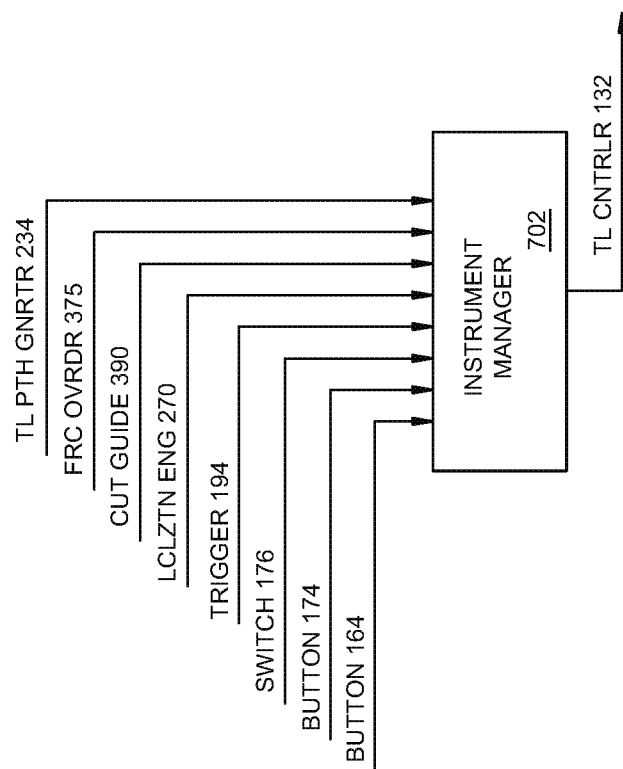 TL PTH GNRTR 234
FRC OVRDR 375
CUT GUIDE 390
LCLZTN ENG 270
TRIGGER 194
SWITCH 176
BUTTON 174
BUTTON 164
INSTRUMENT
MANAGER
702
TL CNTRLR 132